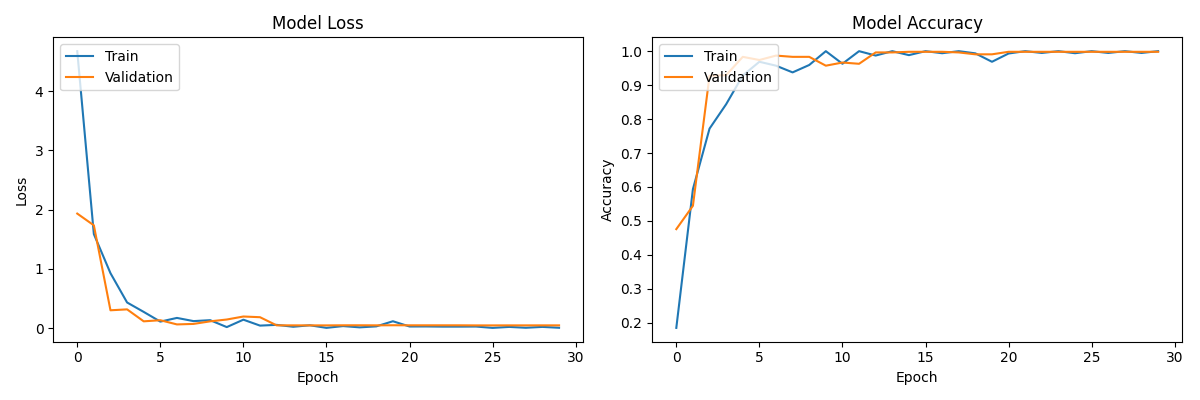 Model Loss
Train
Validation
4
3
2
1
0
Loss
0 5 10 15 20 25 30
Epoch
Model Accuracy
Train
Validation
1.0
0.9
0.8
0.7
0.6
0.5
0.4
0.3
0.2
Accuracy
0 5 10 15 20 25 30
Epoch